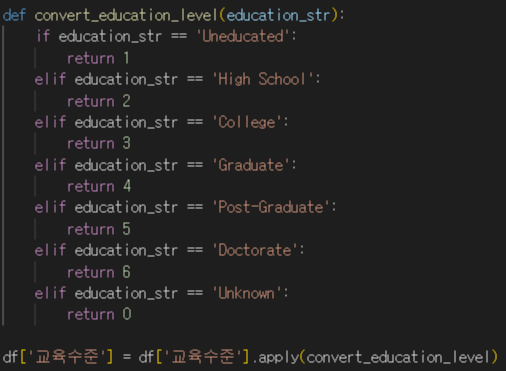 def convert_education_level(education_str):
    if education_str == 'Uneducated':
        return 1
    elif education_str == 'High School':
        return 2
    elif education_str == 'College':
        return 3
    elif education_str == 'Graduate':
        return 4
    elif education_str == 'Post-Graduate':
        return 5
    elif education_str == 'Doctorate':
        return 6
    elif education_str == 'Unknown':
        return 0
df['교육수준'] = df['교육수준'].apply(convert_education_level)